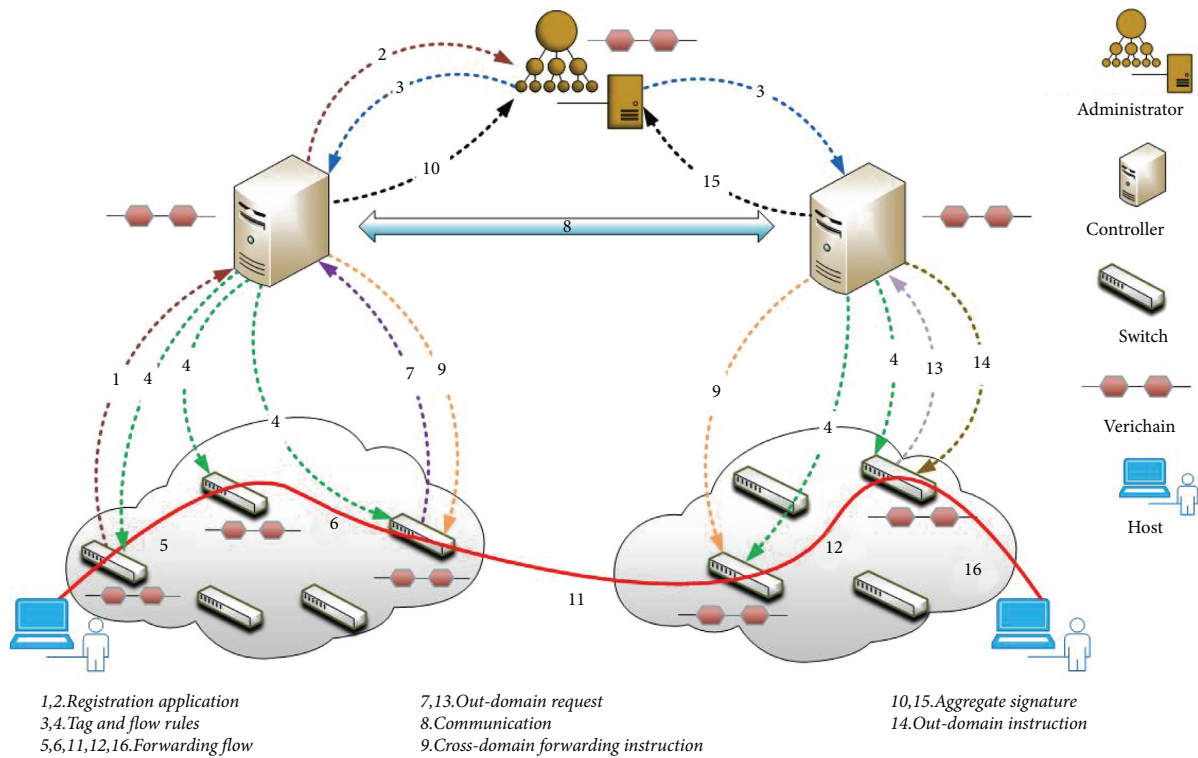 2
3
3
10
15
8
1
4
4
4
7
9
9
4
4
13
14
5
6
11
12
16
Administrator
Controller
Switch
Verichain
Host
1,2.Registration application
3,4.Tag and flow rules
5,6,11,12,16.Forwarding flow
7,13.Out-domain request
8.Communication
9.Cross-domain forwarding instruction
10,15.Aggregate signature
14.Out-domain instruction